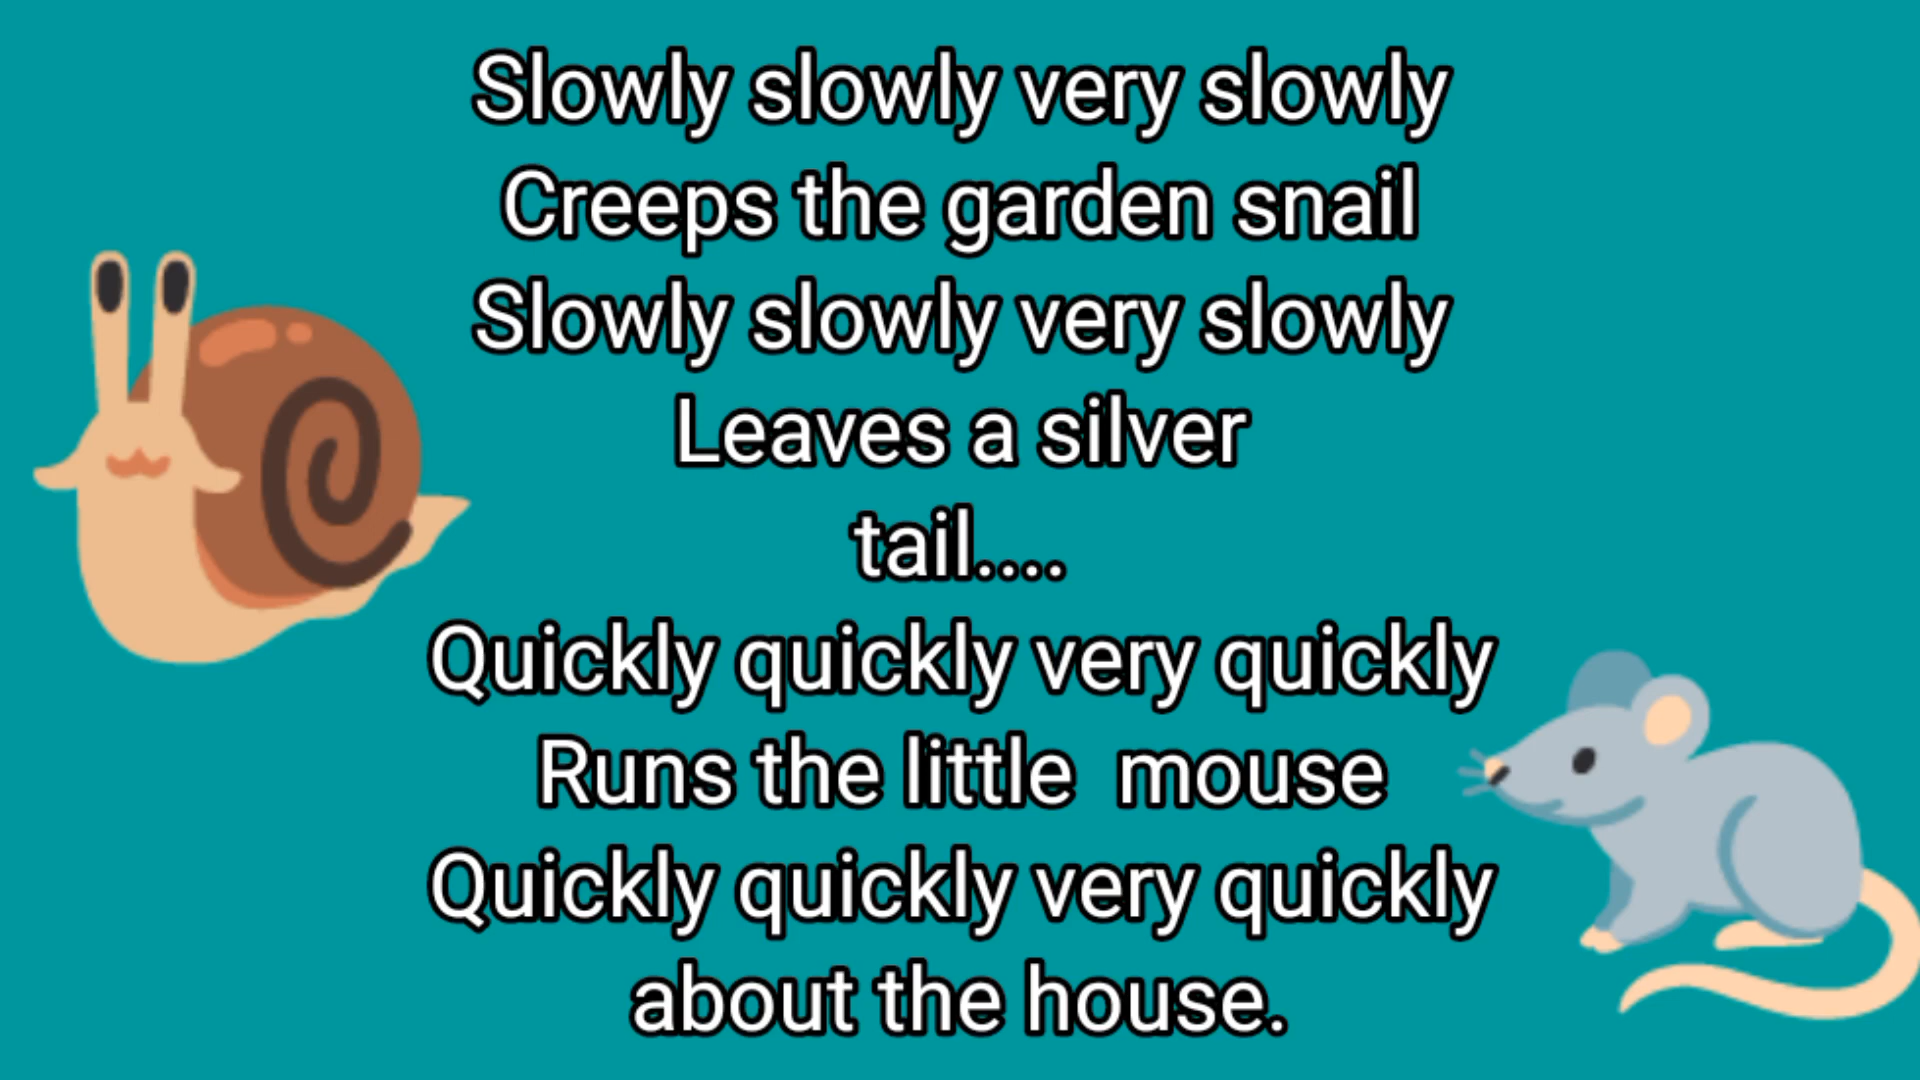 Slowly slowly very slowly
Creeps the garden snail
Slowly slowly very slowly
Leaves a silver
tail....
Quickly quickly very quickly
Runs the little  mouse
Quickly quickly very quickly
about the house.